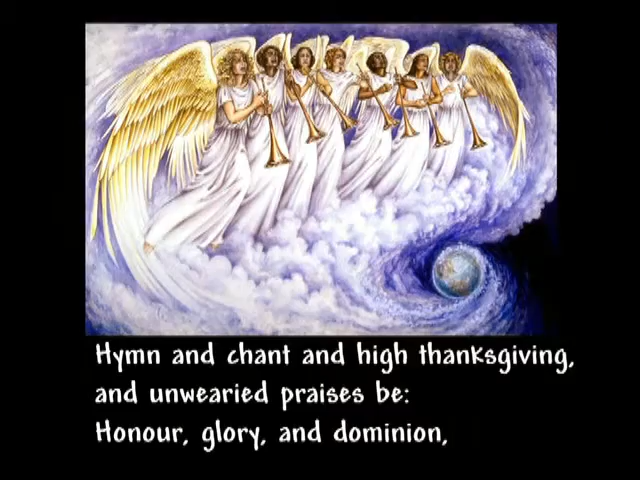 Hymn and chant and high thanksgiving,
and unwearied praises be:
Honour, glory, and dominion,